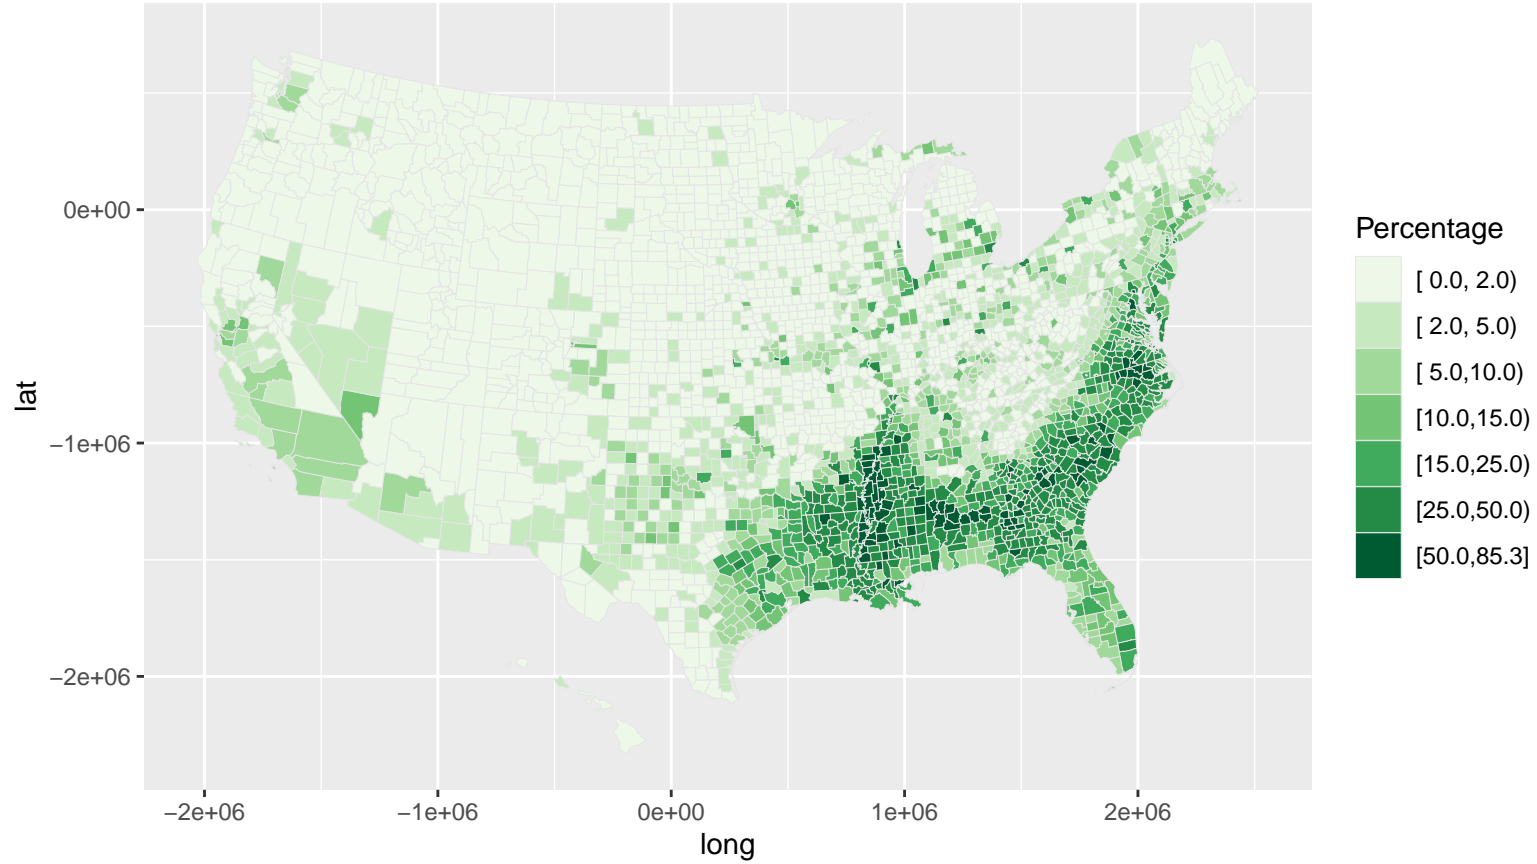 0e+00
−1e+06
−2e+06
lat
−2e+06
−1e+06
0e+00
1e+06
2e+06
long
Percentage
[ 0.0, 2.0)
[ 2.0, 5.0)
[ 5.0,10.0)
[10.0,15.0)
[15.0,25.0)
[25.0,50.0)
[50.0,85.3]